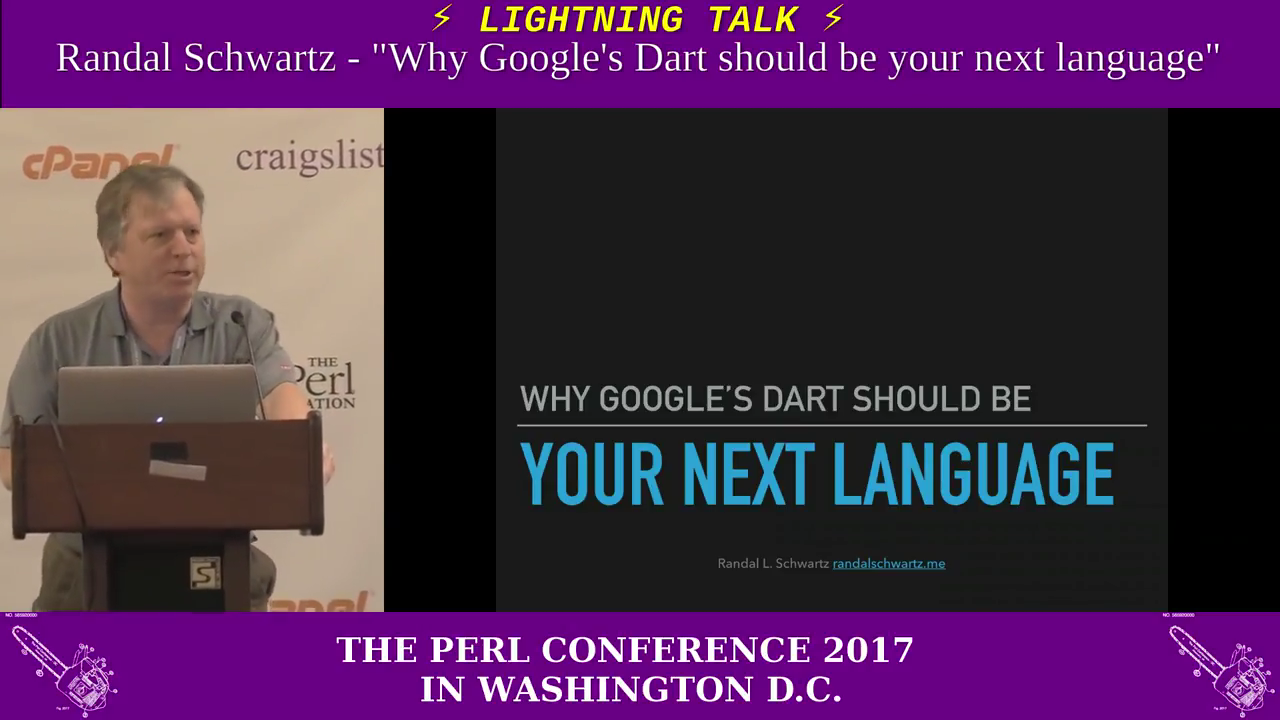 ⚡ LIGHTNING TALK ⚡
Randal Schwartz - "Why Google's Dart should be your next language"
cPanel
craigslist
THE
Perl
ATION
WHY GOOGLE'S DART SHOULD BE
YOUR NEXT LANGUAGE
Randal L. Schwartz randalschwartz.me
S
THE PERL CONFERENCE 2017
IN WASHINGTON D.C.